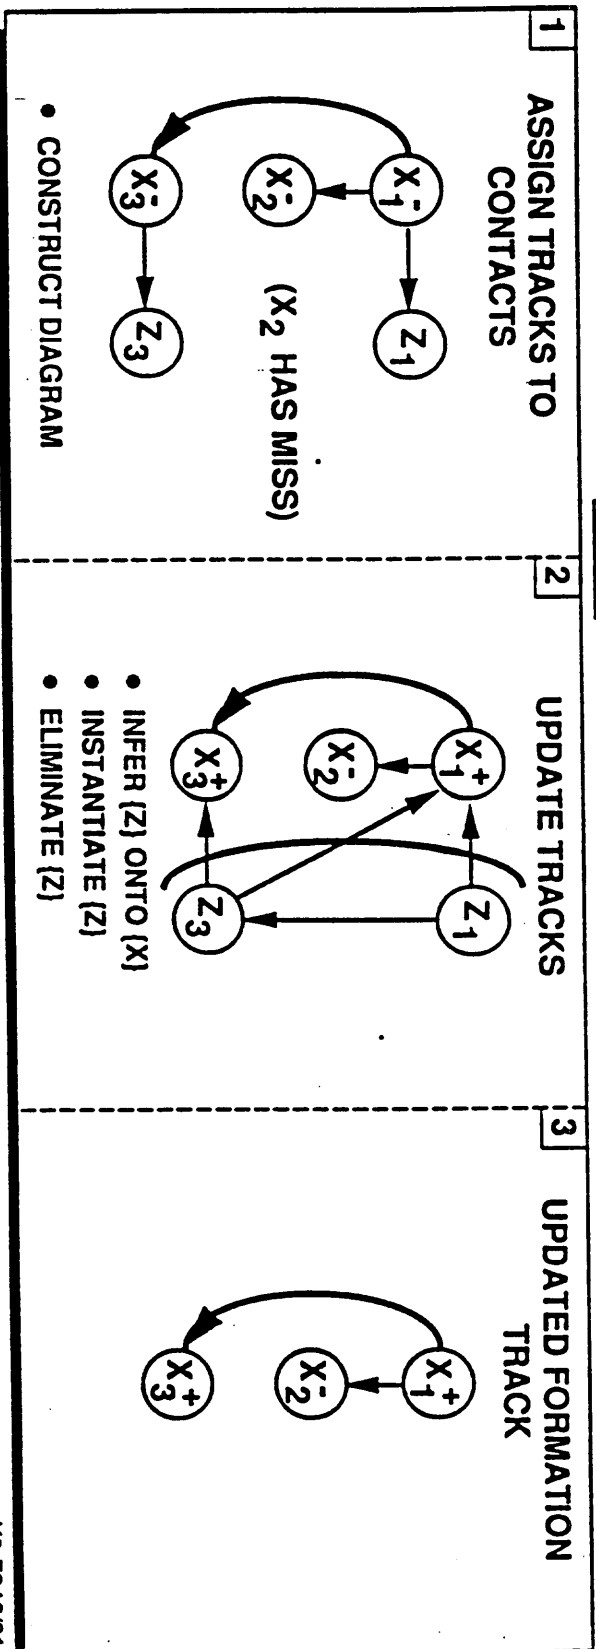 1
ASSIGN TRACKS TO
CONTACTS
X₁⁻
Z₁
X₂⁻
(X₂ HAS MISS)
X₃⁻
Z₃
• CONSTRUCT DIAGRAM
2
UPDATE TRACKS
X₁⁺
Z₁
X₂⁻
X₃⁺
Z₃
• INFER {Z} ONTO {X}
• INSTANTIATE {Z}
• ELIMINATE {Z}
3
UPDATED FORMATION
TRACK
X₁⁺
X₂⁻
X₃⁺